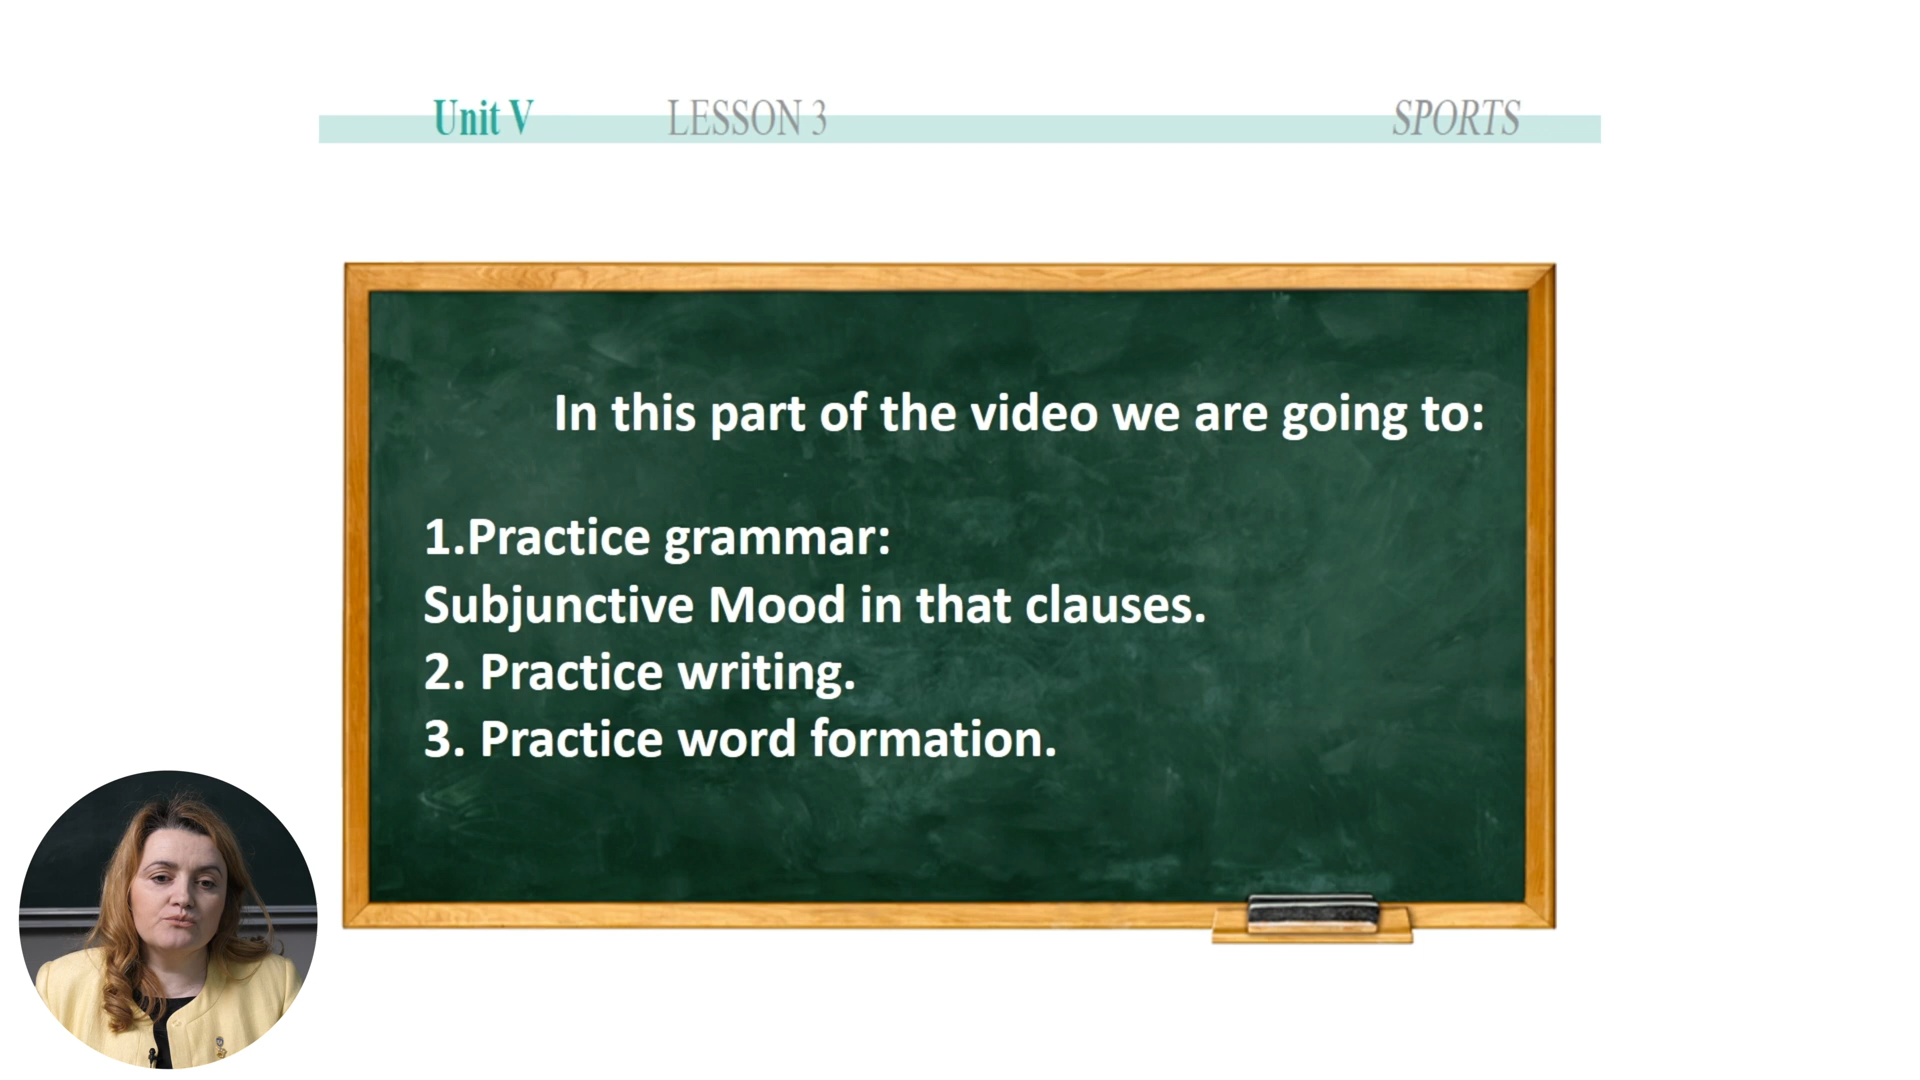 Unit V LESSON 3 SPORTS
In this part of the video we are going to:
1.Practice grammar:
Subjunctive Mood in that clauses.
2. Practice writing.
3. Practice word formation.